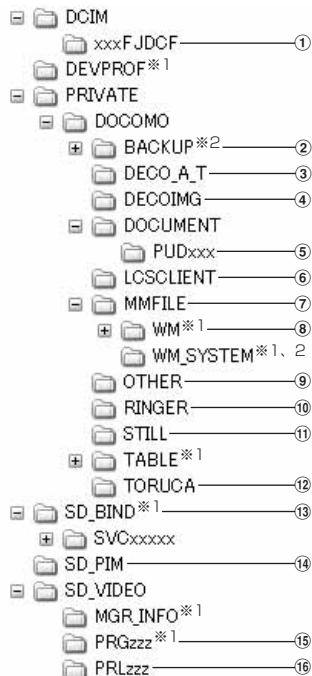 DCIM
xxxFJDCF ①
DEVPROF※1
PRIVATE
DOCOMO
BACKUP※2 ②
DECO_A_T ③
DECOIMG ④
DOCUMENT
PUDxxx ⑤
LCSCLIENT ⑥
MMFILE ⑦
WM※1 ⑧
WM_SYSTEM※1、2
OTHER ⑨
RINGER ⑩
STILL ⑪
TABLE※1
TORUCA ⑫
SD_BIND※1 ⑬
SVCxxxxx
SD_PIM ⑭
SD_VIDEO
MGR_INFO※1
PRGzzz※1 ⑮
PRLzzz ⑯